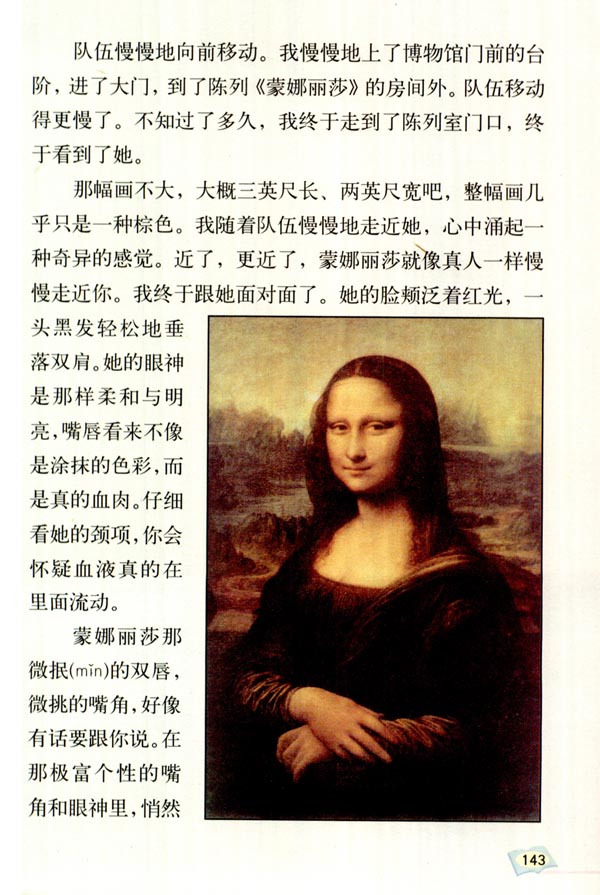 队伍慢慢地向前移动。我慢慢地上了博物馆门前的台
阶，进了大门，到了陈列《蒙娜丽莎》的房间外。队伍移动
得更慢了。不知过了多久，我终于走到了陈列室门口，终
于看到了她。
那幅画不大，大概三英尺长、两英尺宽吧，整幅画几
乎只是一种棕色。我随着队伍慢慢地走近她，心中涌起一
种奇异的感觉。近了，更近了，蒙娜丽莎就像真人一样慢
慢走近你。我终于跟她面对面了。她的脸颊泛着红光，一
头黑发轻松地垂
落双肩。她的眼神
是那样柔和与明
亮，嘴唇看来不像
是涂抹的色彩，而
是真的血肉。仔细
看她的颈项，你会
怀疑血液真的在
里面流动。
蒙娜丽莎那
微抿(mǐn)的双唇，
微挑的嘴角，好像
有话要跟你说。在
那极富个性的嘴
角和眼神里，悄然
143